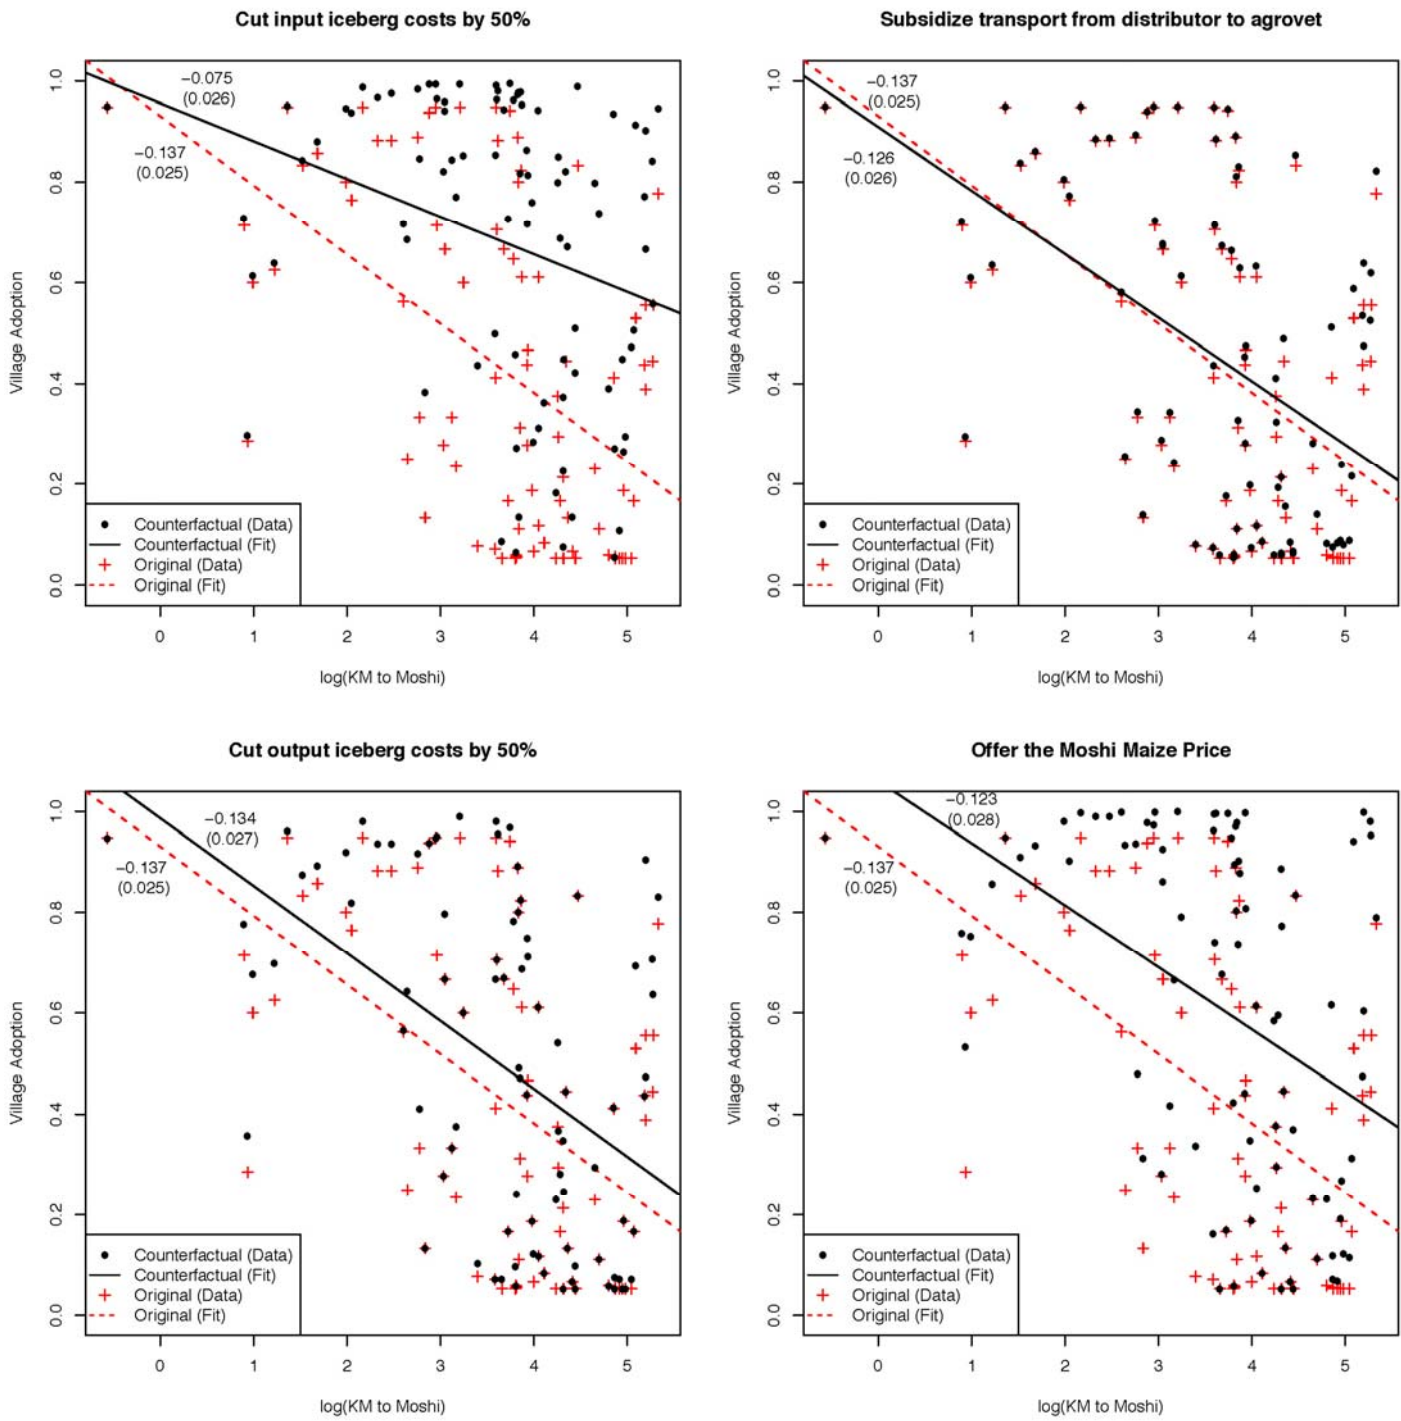 Cut input iceberg costs by 50%
−0.075
(0.026)
−0.137
(0.025)
Village Adoption
1.0
0.8
0.6
0.4
0.2
0.0
Counterfactual (Data)
Counterfactual (Fit)
Original (Data)
Original (Fit)
0 1 2 3 4 5
log(KM to Moshi)
Subsidize transport from distributor to agrovet
−0.137
(0.025)
−0.126
(0.026)
Village Adoption
1.0
0.8
0.6
0.4
0.2
0.0
Counterfactual (Data)
Counterfactual (Fit)
Original (Data)
Original (Fit)
0 1 2 3 4 5
log(KM to Moshi)
Cut output iceberg costs by 50%
−0.134
(0.027)
−0.137
(0.025)
Village Adoption
1.0
0.8
0.6
0.4
0.2
0.0
Counterfactual (Data)
Counterfactual (Fit)
Original (Data)
Original (Fit)
0 1 2 3 4 5
log(KM to Moshi)
Offer the Moshi Maize Price
−0.123
(0.028)
−0.137
(0.025)
Village Adoption
1.0
0.8
0.6
0.4
0.2
0.0
Counterfactual (Data)
Counterfactual (Fit)
Original (Data)
Original (Fit)
0 1 2 3 4 5
log(KM to Moshi)